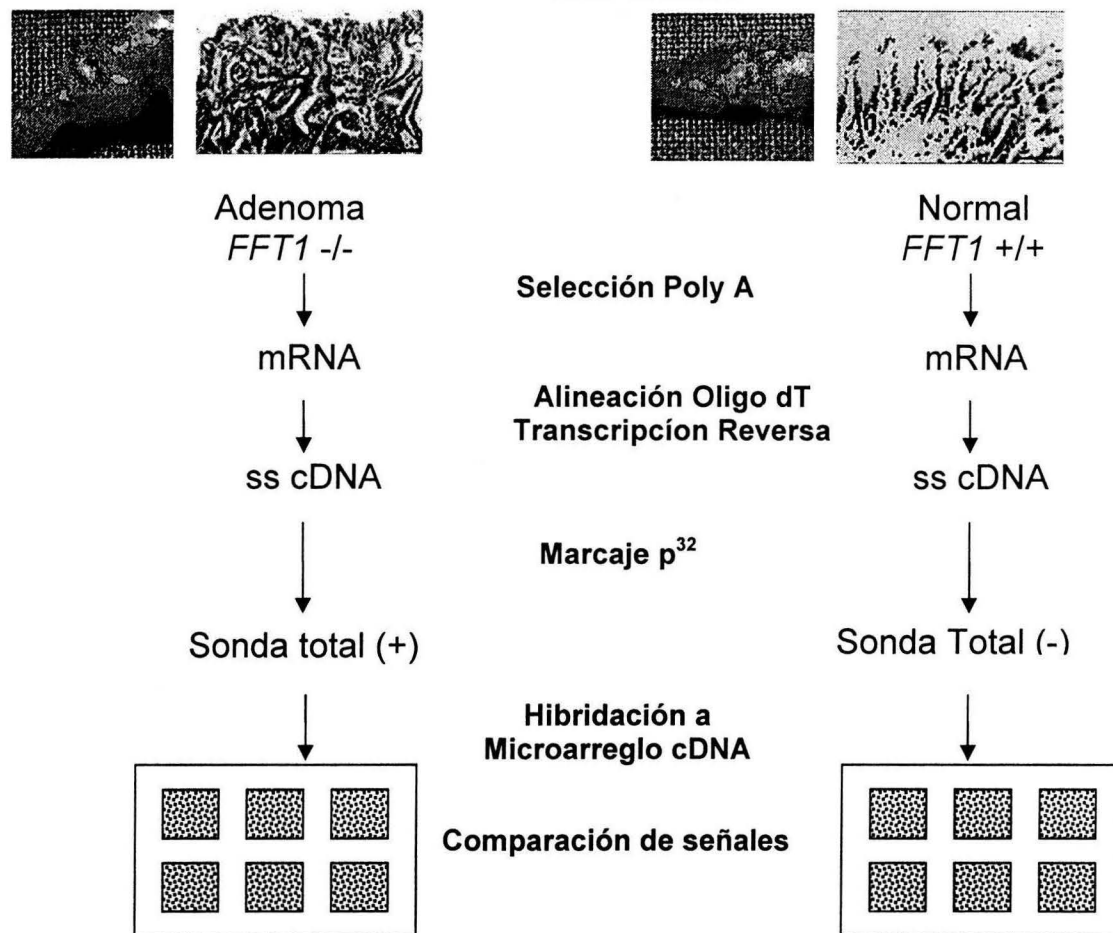 Adenoma
FFT1 -/-
Normal
FFT1 +/+
Selección Poly A
mRNA
mRNA
Alineación Oligo dT
Transcripcíon Reversa
ss cDNA
ss cDNA
Marcaje p³²
Sonda total (+)
Sonda Total (-)
Hibridación a
Microarreglo cDNA
Comparación de señales